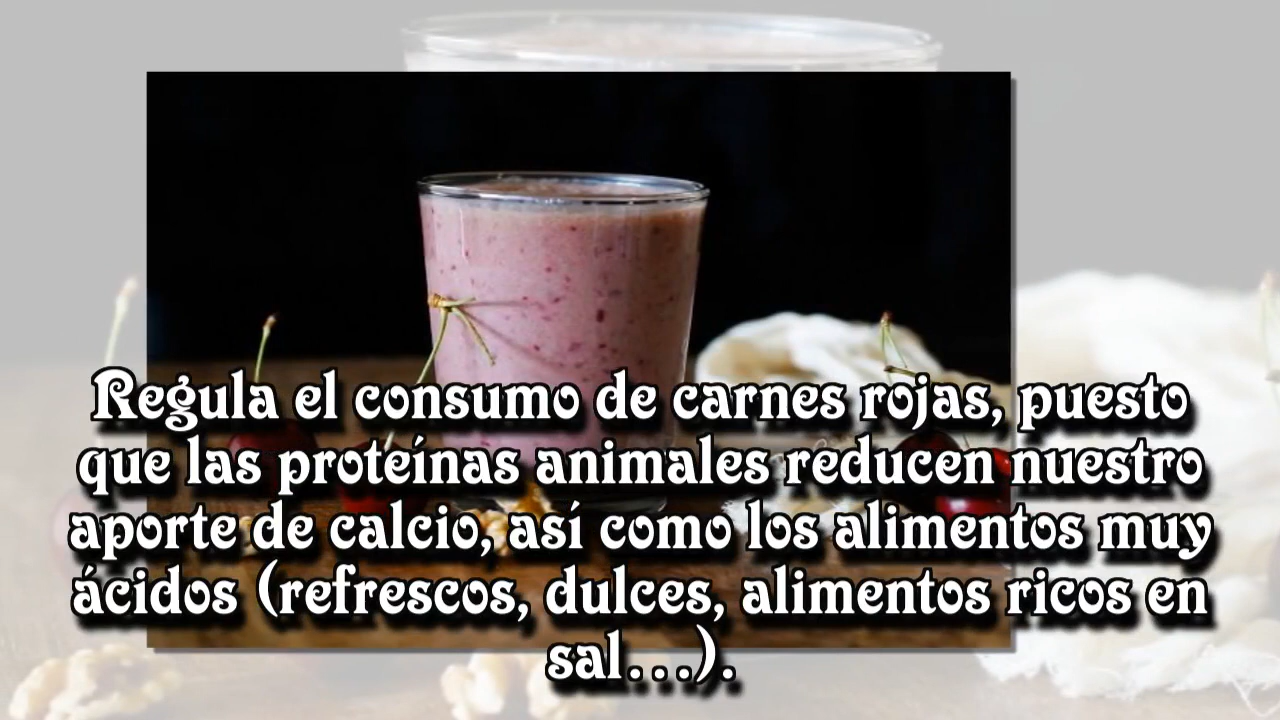 Regula el consumo de carnes rojas, puesto
que las proteínas animales reducen nuestro
aporte de calcio, así como los alimentos muy
ácidos (refrescos, dulces, alimentos ricos en
sal...).